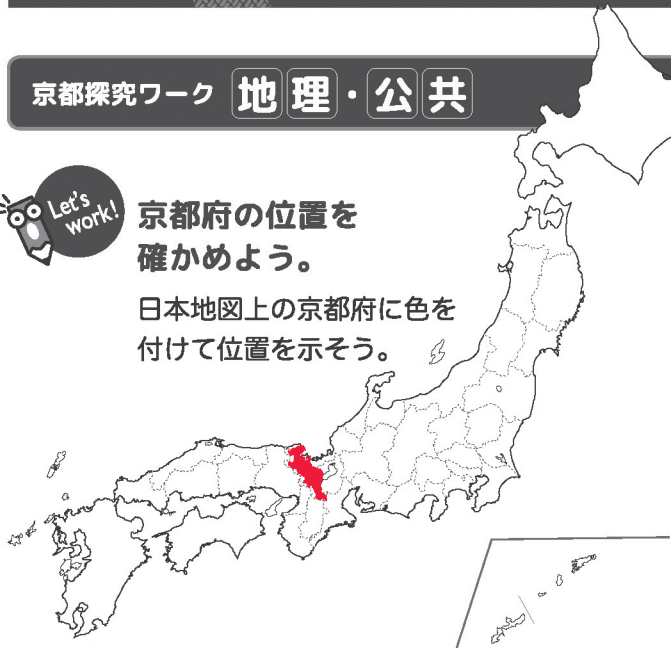 京都探究ワーク 地理・公共
Let's work!
京都府の位置を
確かめよう。
日本地図上の京都府に色を
付けて位置を示そう。